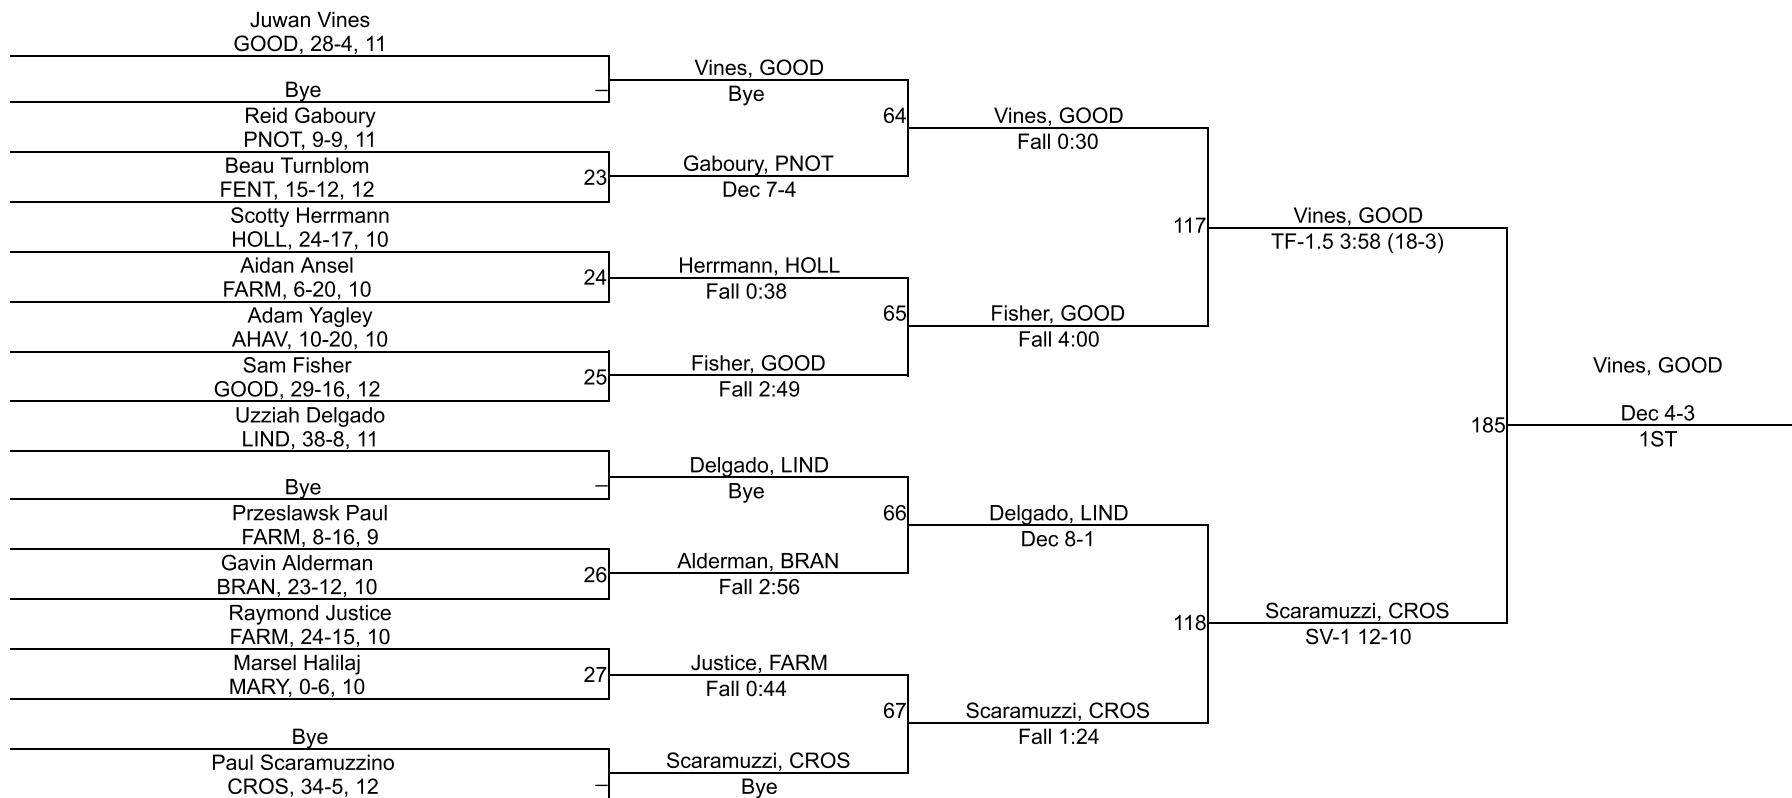 Juwan Vines
GOOD, 28-4, 11
Bye
–
Reid Gaboury
PNOT, 9-9, 11
Beau Turnblom
FENT, 15-12, 12
23
Scotty Herrmann
HOLL, 24-17, 10
Aidan Ansel
FARM, 6-20, 10
24
Adam Yagley
AHAV, 10-20, 10
Sam Fisher
GOOD, 29-16, 12
25
Uzziah Delgado
LIND, 38-8, 11
Bye
–
Przeslawsk Paul
FARM, 8-16, 9
Gavin Alderman
BRAN, 23-12, 10
26
Raymond Justice
FARM, 24-15, 10
Marsel Halilaj
MARY, 0-6, 10
27
Bye
Paul Scaramuzzino
CROS, 34-5, 12
–
Vines, GOOD
Bye
64
Gaboury, PNOT
Dec 7-4
Herrmann, HOLL
Fall 0:38
65
Fisher, GOOD
Fall 2:49
Delgado, LIND
Bye
66
Alderman, BRAN
Fall 2:56
Justice, FARM
Fall 0:44
67
Scaramuzzi, CROS
Bye
Vines, GOOD
Fall 0:30
117
Fisher, GOOD
Fall 4:00
Delgado, LIND
Dec 8-1
118
Scaramuzzi, CROS
Fall 1:24
Vines, GOOD
TF-1.5 3:58 (18-3)
185
Scaramuzzi, CROS
SV-1 12-10
Vines, GOOD
Dec 4-3
1ST